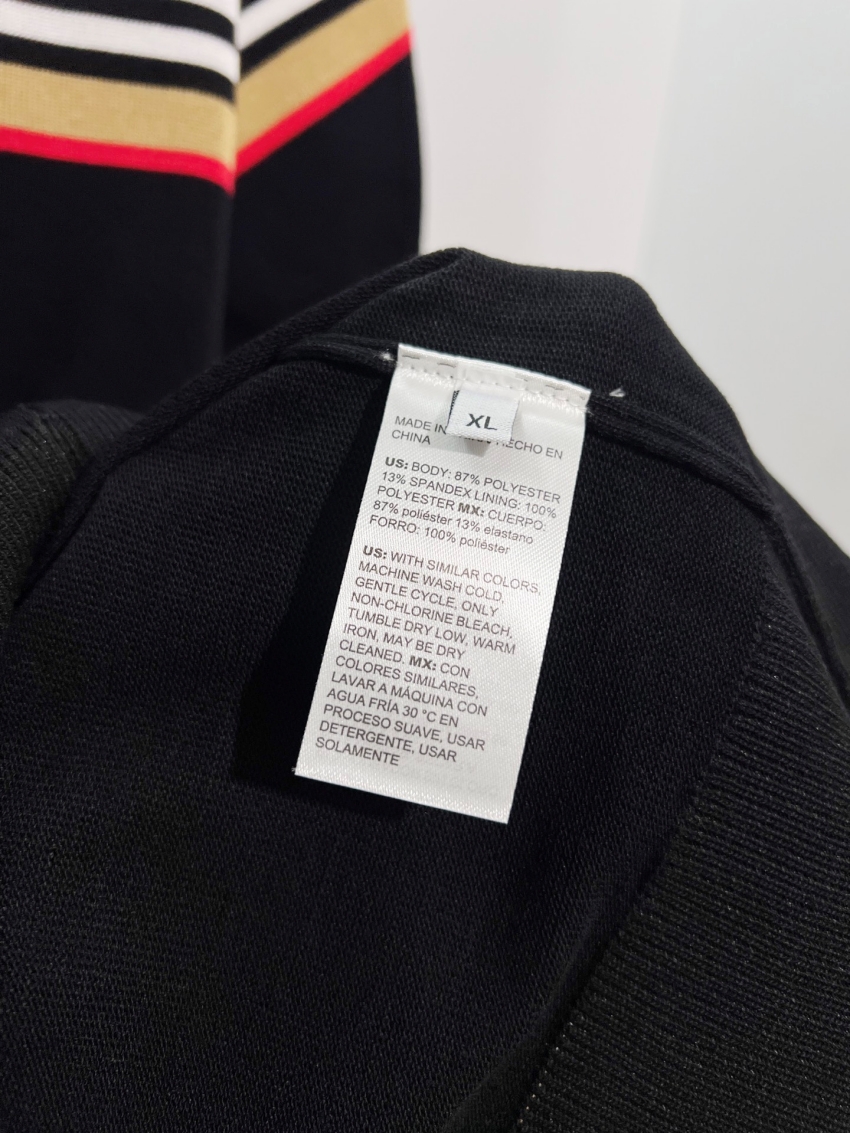 XL
MADE IN HECHO EN
CHINA
US: BODY: 87% POLYESTER
13% SPANDEX LINING: 100%
POLYESTER MX: CUERPO:
87% poliéster 13% elastano
FORRO: 100% poliéster
US: WITH SIMILAR COLORS,
MACHINE WASH COLD,
GENTLE CYCLE, ONLY
NON-CHLORINE BLEACH,
TUMBLE DRY LOW, WARM
IRON, MAY BE DRY
CLEANED. MX: CON
COLORES SIMILARES,
LAVAR A MÁQUINA CON
AGUA FRÍA 30 °C EN
PROCESO SUAVE, USAR
DETERGENTE, USAR
SOLAMENTE